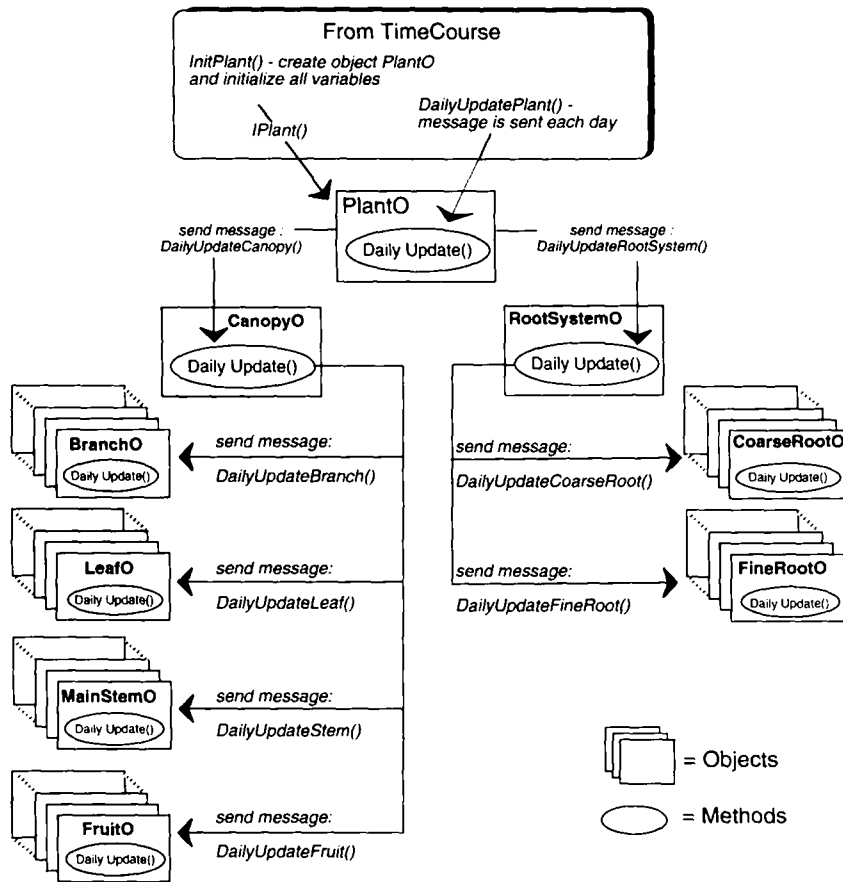 From TimeCourse
InitPlant() - create object PlantO
and initialize all variables
DailyUpdatePlant() -
message is sent each day
IPlant()
PlantO
Daily Update()
send message :
DailyUpdateCanopy()
send message :
DailyUpdateRootSystem()
CanopyO
Daily Update()
RootSystemO
Daily Update()
BranchO
Daily Update()
send message:
DailyUpdateBranch()
send message:
DailyUpdateCoarseRoot()
CoarseRootO
Daily Update()
LeafO
Daily Update()
send message:
DailyUpdateLeaf()
send message:
DailyUpdateFineRoot()
FineRootO
Daily Update()
MainStemO
Daily Update()
send message:
DailyUpdateStem()
= Objects
FruitO
Daily Update()
send message:
DailyUpdateFruit()
= Methods